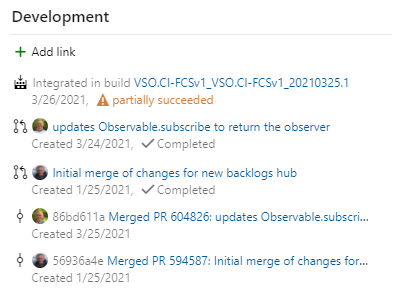 Development
+ Add link
Integrated in build VSO.CI-FCSv1_VSO.CI-FCSv1_20210325.1
3/26/2021, partially succeeded
updates Observable.subscribe to return the observer
Created 3/24/2021, Completed
Initial merge of changes for new backlogs hub
Created 1/25/2021, Completed
86bd611a Merged PR 604826: updates Observable.subscri...
Created 3/25/2021
56936a4e Merged PR 594587: Initial merge of changes for...
Created 1/25/2021